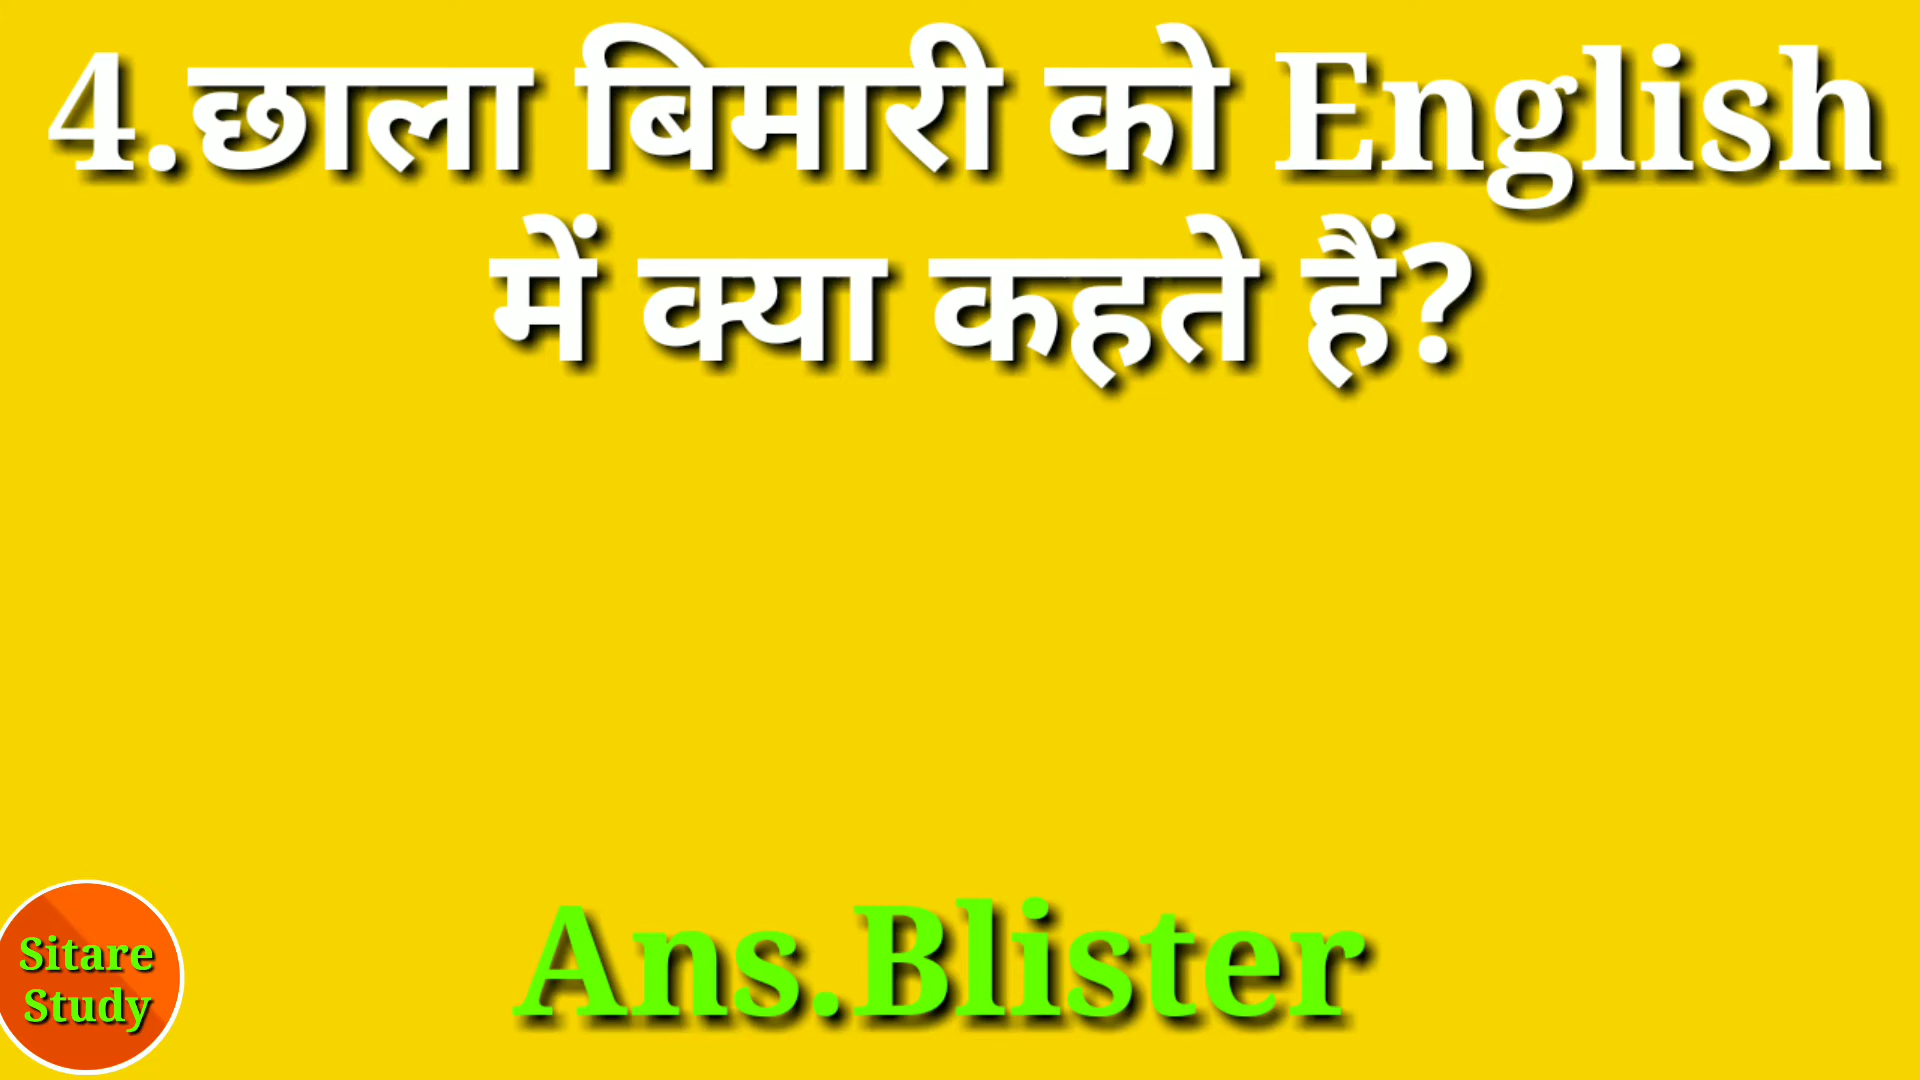 4.छाला बिमारी को English
में क्या कहते हैं?
Ans.Blister
Sitare
Study